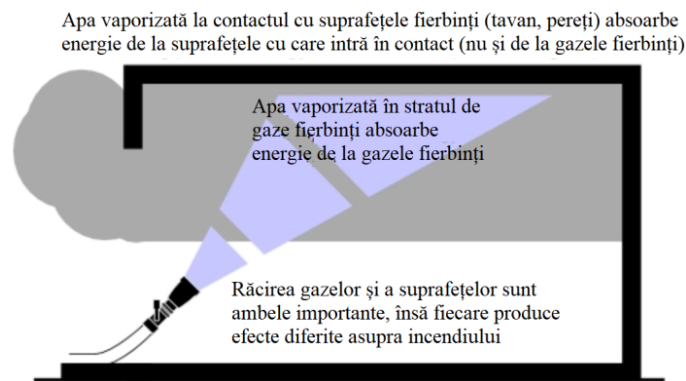 Apa vaporizată la contactul cu suprafețele fierbinți (tavan, pereți) absoarbe
energie de la suprafețele cu care intră în contact (nu și de la gazele fierbinți)
Apa vaporizată în stratul de
gaze fierbinți absoarbe
energie de la gazele fierbinți
Răcirea gazelor și a suprafețelor sunt
ambele importante, însă fiecare produce
efecte diferite asupra incendiului